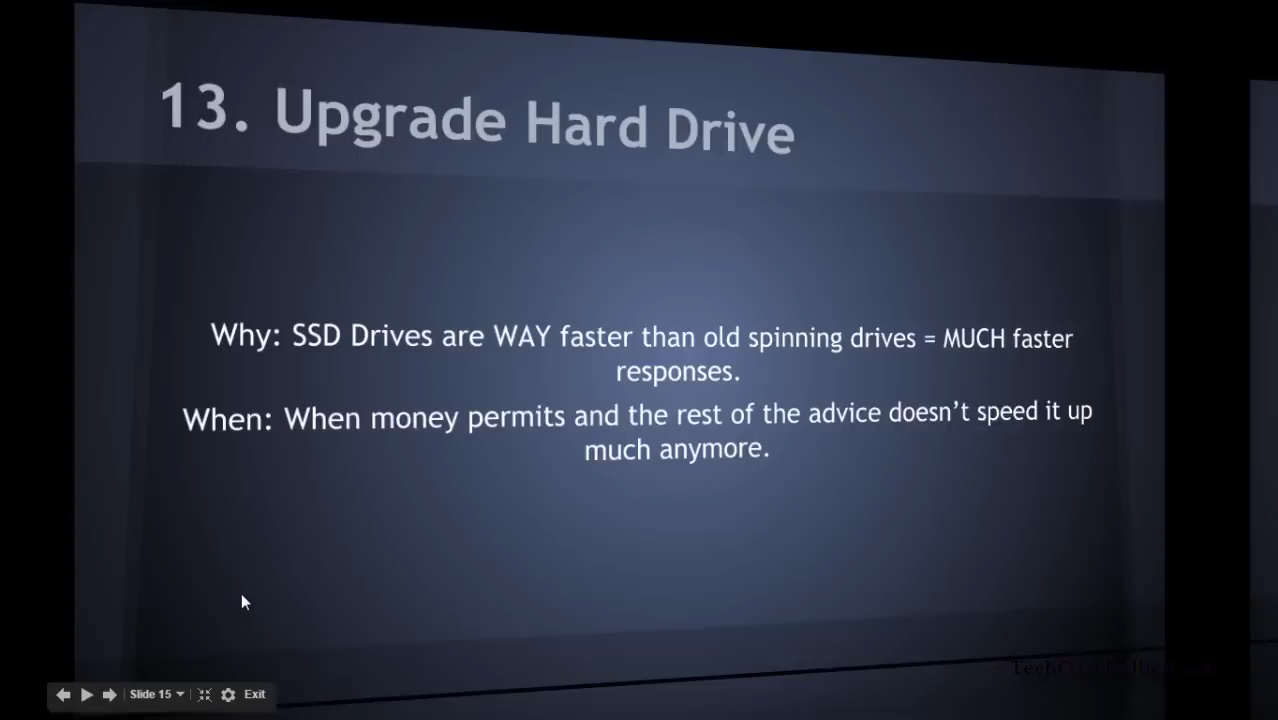 13. Upgrade Hard Drive
Why: SSD Drives are WAY faster than old spinning drives = MUCH faster
responses.
When: When money permits and the rest of the advice doesn't speed it up
much anymore.
Slide 15
Exit